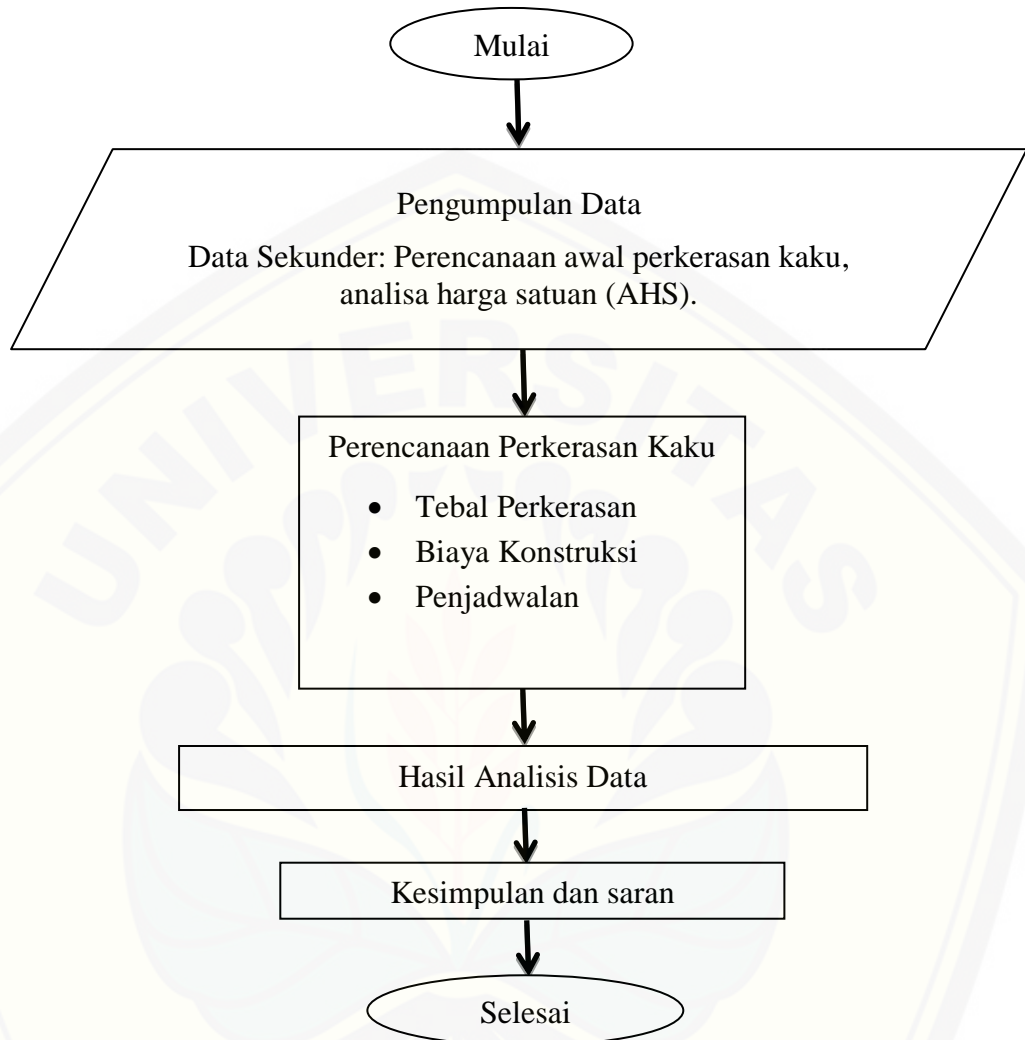 Mulai
Pengumpulan Data
Data Sekunder: Perencanaan awal perkerasan kaku,
analisa harga satuan (AHS).
UNIVERSITAS
Perencanaan Perkerasan Kaku
• Tebal Perkerasan
• Biaya Konstruksi
• Penjadwalan
Hasil Analisis Data
Kesimpulan dan saran
Selesai